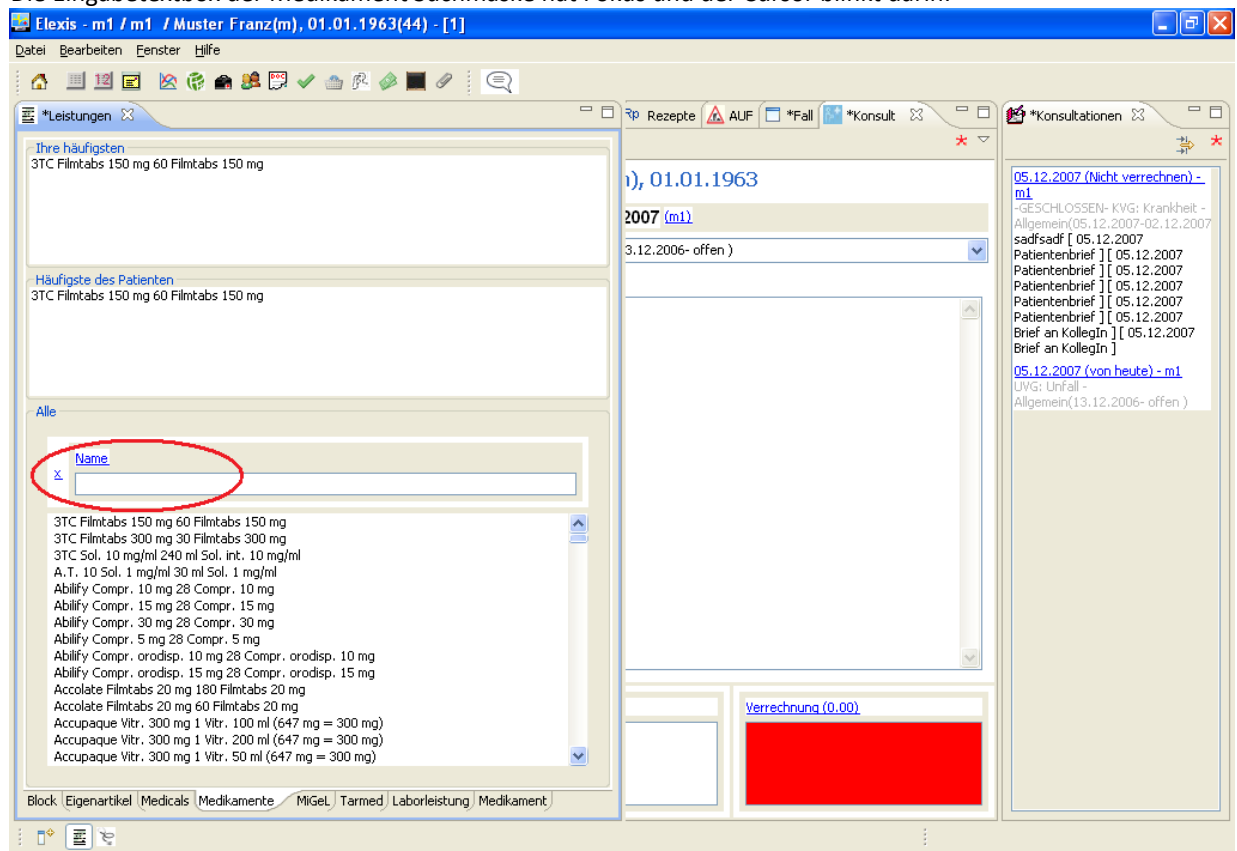 Elexis - m1 / m1 / Muster Franz(m), 01.01.1963(44) - [1]
Datei Bearbeiten Fenster Hilfe
*Leistungen
Rezepte AUF *Fall *Konsult
*Konsultationen
Ihre häufigsten
3TC Filmtabs 150 mg 60 Filmtabs 150 mg
Häufigste des Patienten
3TC Filmtabs 150 mg 60 Filmtabs 150 mg
Alle
Name
x
3TC Filmtabs 150 mg 60 Filmtabs 150 mg
3TC Filmtabs 300 mg 30 Filmtabs 300 mg
3TC Sol. 10 mg/ml 240 ml Sol. int. 10 mg/ml
A.T. 10 Sol. 1 mg/ml 30 ml Sol. 1 mg/ml
Abilify Compr. 10 mg 28 Compr. 10 mg
Abilify Compr. 15 mg 28 Compr. 15 mg
Abilify Compr. 30 mg 28 Compr. 30 mg
Abilify Compr. 5 mg 28 Compr. 5 mg
Abilify Compr. orodisp. 10 mg 28 Compr. orodisp. 10 mg
Abilify Compr. orodisp. 15 mg 28 Compr. orodisp. 15 mg
Accolate Filmtabs 20 mg 180 Filmtabs 20 mg
Accolate Filmtabs 20 mg 60 Filmtabs 20 mg
Accupaque Vitr. 300 mg 1 Vitr. 100 ml (647 mg = 300 mg)
Accupaque Vitr. 300 mg 1 Vitr. 200 ml (647 mg = 300 mg)
Accupaque Vitr. 300 mg 1 Vitr. 50 ml (647 mg = 300 mg)
Block Eigenartikel Medicals Medikamente MiGeL Tarmed Laborleistung Medikament
), 01.01.1963
2007 (m1)
3.12.2006- offen )
Verrechnung (0.00)
05.12.2007 (Nicht verrechnen) -
m1
-GESCHLOSSEN- KVG: Krankheit -
Allgemein(05.12.2007-02.12.2007
sadfsadf [ 05.12.2007
Patientenbrief ] [ 05.12.2007
Patientenbrief ] [ 05.12.2007
Patientenbrief ] [ 05.12.2007
Patientenbrief ] [ 05.12.2007
Patientenbrief ] [ 05.12.2007
Brief an KollegIn ] [ 05.12.2007
Brief an KollegIn ]
05.12.2007 (von heute) - m1
UVG: Unfall -
Allgemein(13.12.2006- offen )